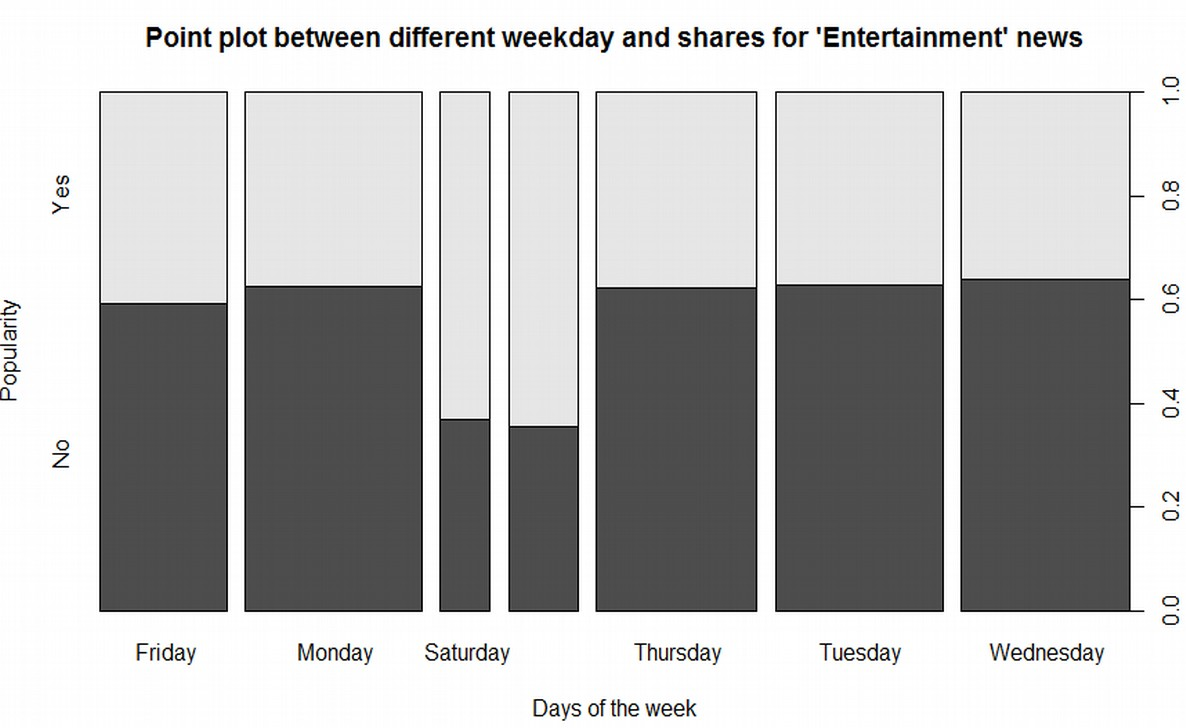 Point plot between different weekday and shares for 'Entertainment' news
Popularity
Yes
No
1.0
0.8
0.6
0.4
0.2
0.0
Friday Monday Saturday Thursday Tuesday Wednesday
Days of the week